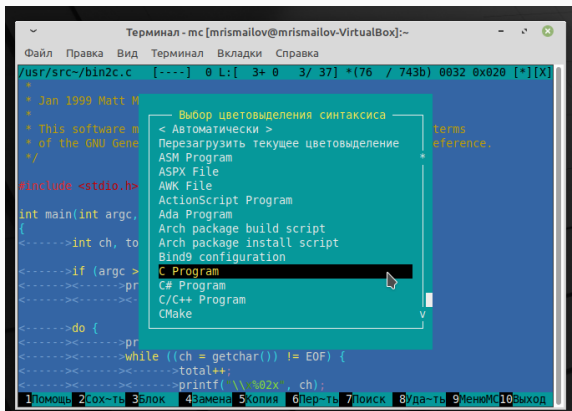 Терминал - mc [mrismailov@mrismailov-VirtualBox]:~
Файл Правка Вид Терминал Вкладки Справка
/usr/src~/bin2c.c [----] 0 L:[ 3+ 0 3/ 37] *(76 / 743b) 0032 0x020 [*][X]
*
* Jan 1999 Matt M
*
* This software m terms
* of the GNU Gene eference.
*/
#include <stdio.h>
int main(int argc,
{
<------>int ch, to
<------>if (argc >
<------><------>pr
<------><------><-
<------>do {
<------><------>pr
<------><------>while ((ch = getchar()) != EOF) {
<------><------><------>total++;
<------><------><------>printf("\\x%02x", ch);
Выбор цветовыделения синтаксиса
< Автоматически >
Перезагрузить текущее цветовыделение
ASM Program
ASPX File
AWK File
ActionScript Program
Ada Program
Arch package build script
Arch package install script
Bind9 configuration
C Program
C# Program
C/C++ Program
CMake
1Помощь 2Сох~ть 3Блок 4Замена 5Копия 6Пер~ть 7Поиск 8Уда~ть 9МенюMC 10Выход